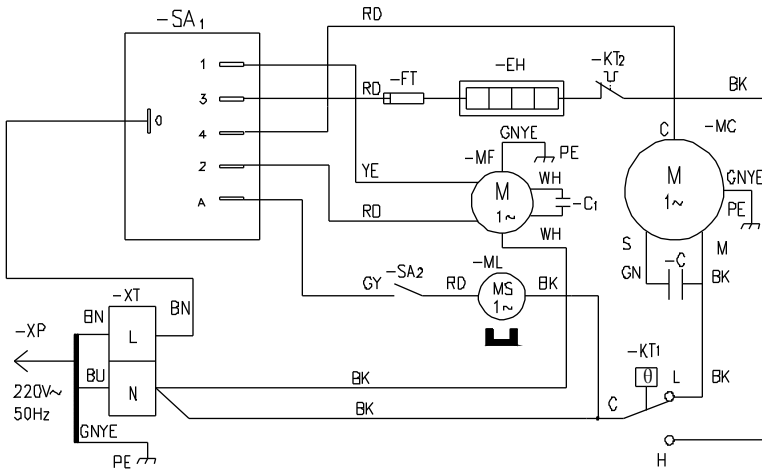 -SA1
RD
1
3
4
2
A
0
RD
-FT
-EH
-KT2
BK
C
-MC
GNYE
PE
-MF
M
1~
YE
RD
WH
-C1
WH
M
1~
GNYE
PE
S
M
GN
-C
BK
GY
-SA2
RD
-ML
MS
1~
BK
-XT
BN
BN
L
-XP
BU
N
220V~
50Hz
GNYE
PE
BK
BK
-KT1
θ
L
BK
C
H